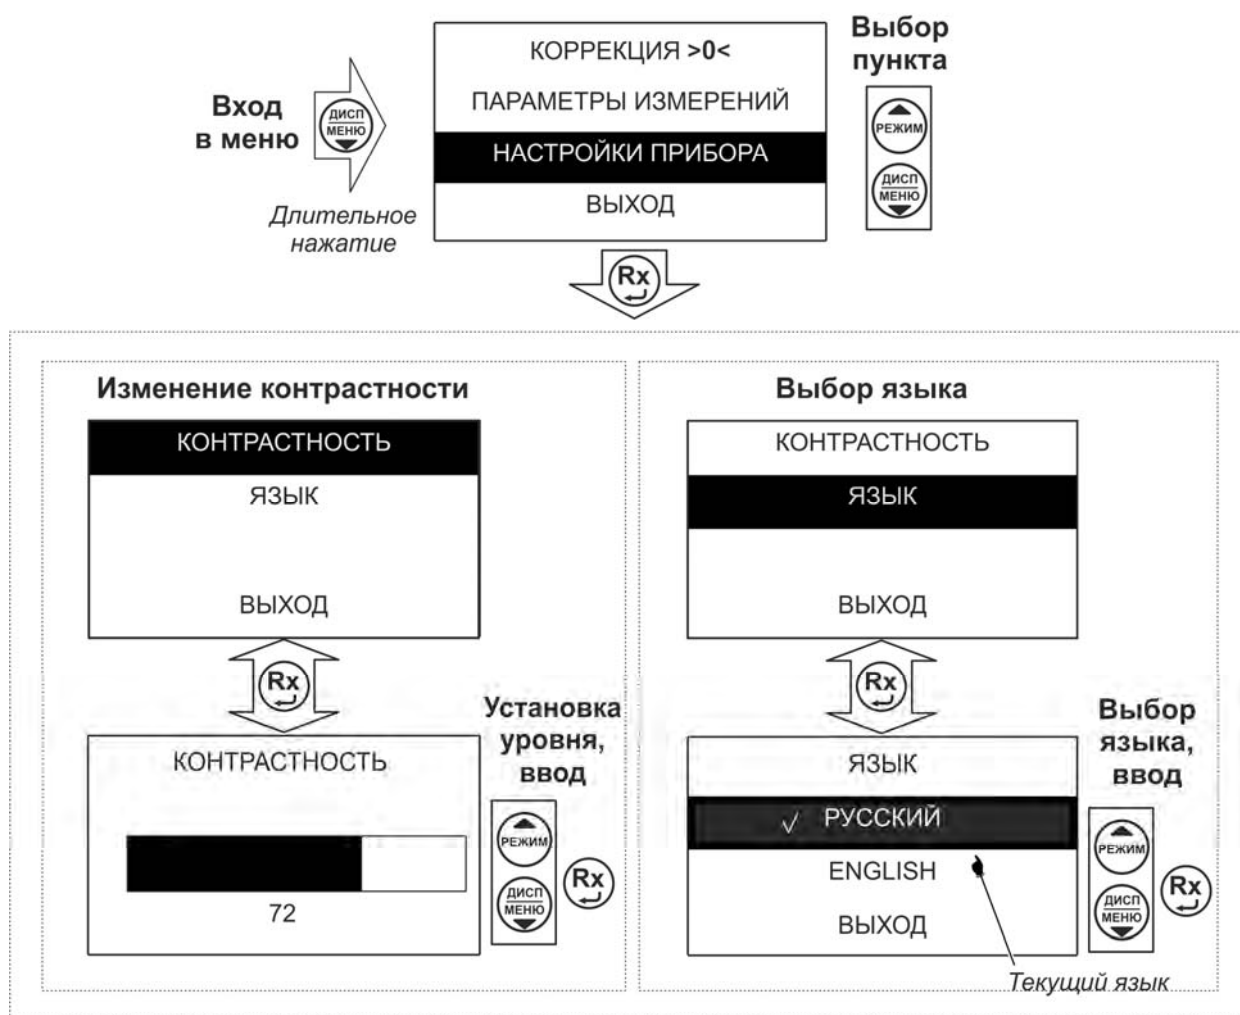 КОРРЕКЦИЯ >0<
ПАРАМЕТРЫ ИЗМЕРЕНИЙ
НАСТРОЙКИ ПРИБОРА
ВЫХОД
Вход
в меню
ДИСП
МЕНЮ
Длительное
нажатие
Выбор
пункта
РЕЖИМ
ДИСП
МЕНЮ
Rx
Изменение контрастности
КОНТРАСТНОСТЬ
ЯЗЫК
ВЫХОД
Rx
КОНТРАСТНОСТЬ
72
Установка
уровня,
ввод
РЕЖИМ
ДИСП
МЕНЮ
Rx
Выбор языка
КОНТРАСТНОСТЬ
ЯЗЫК
ВЫХОД
Rx
ЯЗЫК
√ РУССКИЙ
ENGLISH
ВЫХОД
Выбор
языка,
ввод
РЕЖИМ
ДИСП
МЕНЮ
Rx
Текущий язык